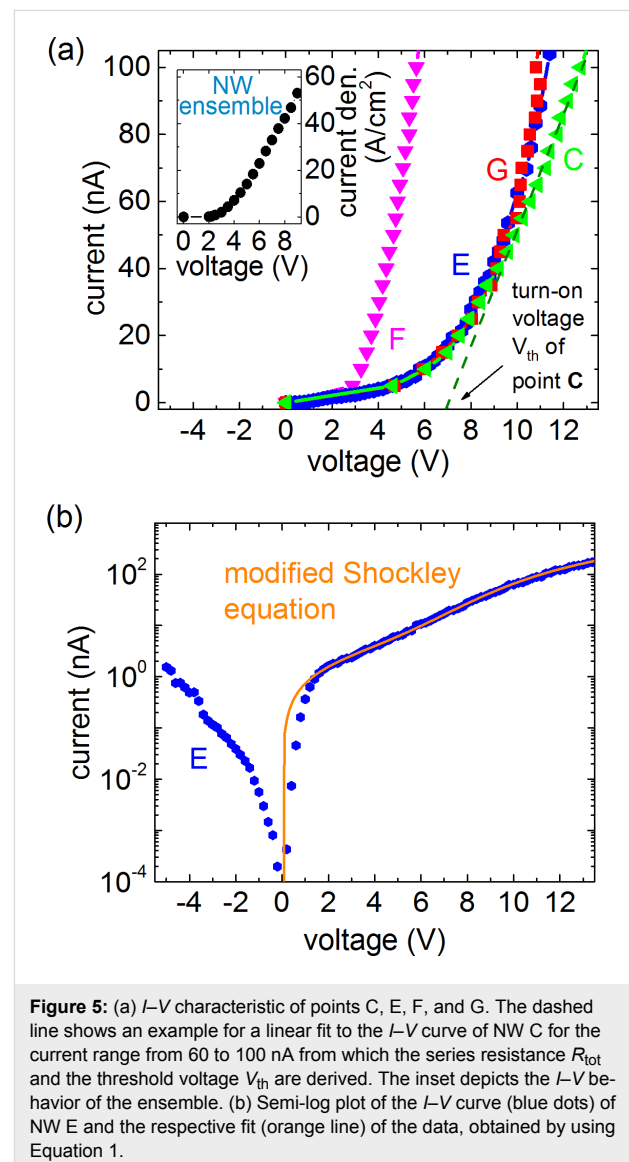 (a)
100
80
60
40
20
0
current (nA)
NW
ensemble
60
40
20
0
current den.
(A/cm²)
0 2 4 6 8
voltage (V)
G
C
E
F
turn-on
voltage
V_th of
point C
-4 -2 0 2 4 6 8 10 12
voltage (V)
(b)
modified Shockley
equation
10²
10⁰
10⁻²
10⁻⁴
current (nA)
E
-4 -2 0 2 4 6 8 10 12
voltage (V)
Figure 5: (a) I–V characteristic of points C, E, F, and G. The dashed
line shows an example for a linear fit to the I–V curve of NW C for the
current range from 60 to 100 nA from which the series resistance R_tot
and the threshold voltage V_th are derived. The inset depicts the I–V be-
havior of the ensemble. (b) Semi-log plot of the I–V curve (blue dots) of
NW E and the respective fit (orange line) of the data, obtained by using
Equation 1.